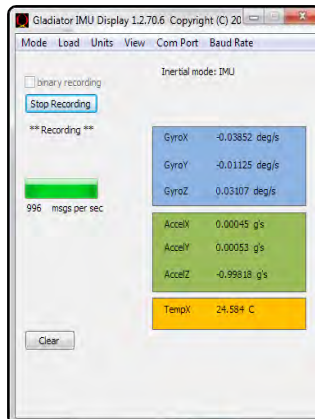 Gladiator IMU Display 1.2.70.6 Copyright (C) 20
Mode Load Units View Com Port Baud Rate
Inertial mode: IMU
binary recording
Stop Recording
** Recording **
GyroX -0.03852 deg/s
GyroY -0.01125 deg/s
GyroZ 0.03107 deg/s
996 msgs per sec
AccelX 0.00045 g's
AccelY 0.00053 g's
AccelZ -0.99818 g's
TempX 24.584 C
Clear